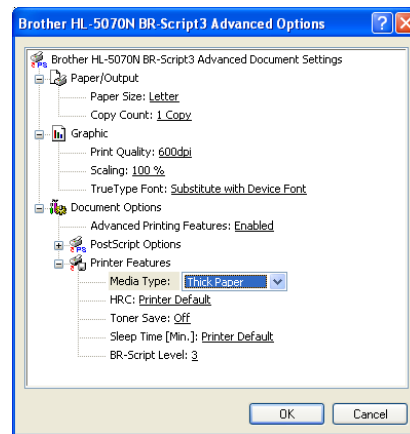 Brother HL-5070N BR-Script3 Advanced Options
Brother HL-5070N BR-Script3 Advanced Document Settings
Paper/Output
Paper Size: Letter
Copy Count: 1 Copy
Graphic
Print Quality: 600dpi
Scaling: 100 %
TrueType Font: Substitute with Device Font
Document Options
Advanced Printing Features: Enabled
PostScript Options
Printer Features
Media Type: Thick Paper
HRC: Printer Default
Toner Save: Off
Sleep Time [Min.]: Printer Default
BR-Script Level: 3
OK Cancel